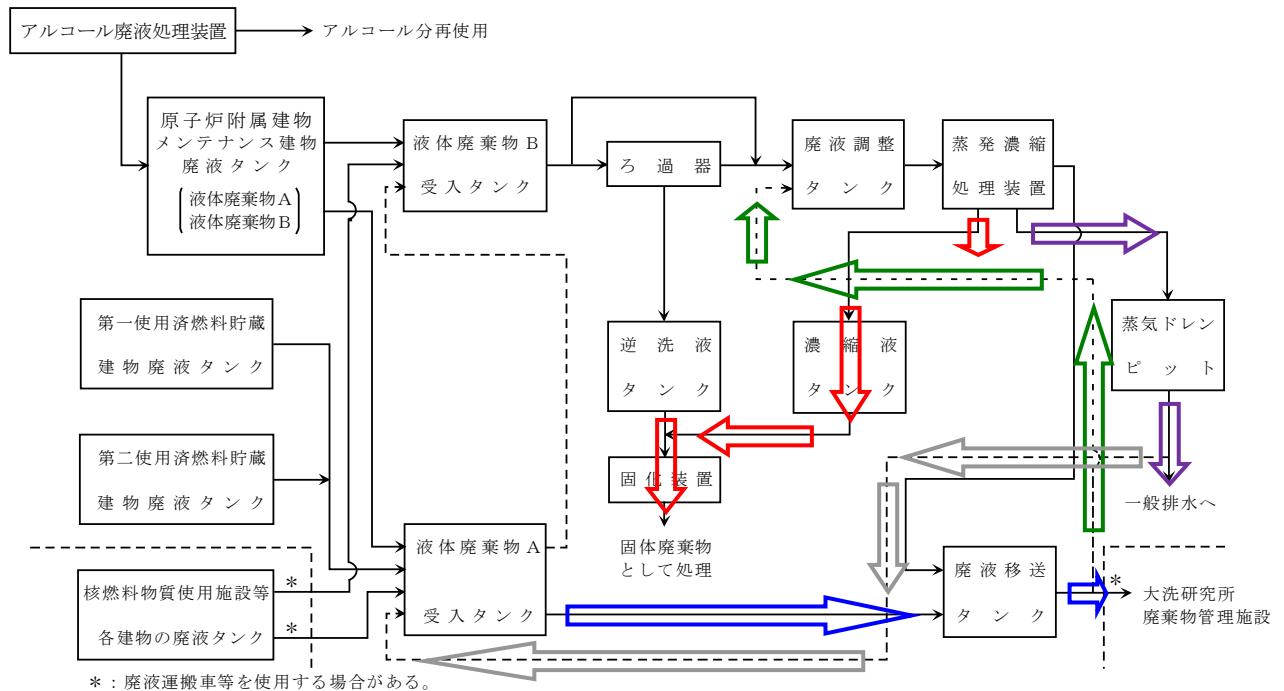 アルコール廃液処理装置
アルコール分再使用
原子炉附属建物
メンテナンス建物
廃液タンク
液体廃棄物A
液体廃棄物B
液体廃棄物B
受入タンク
ろ過器
廃液調整
タンク
蒸発濃縮
処理装置
第一使用済燃料貯蔵
建物廃液タンク
逆洗液
タンク
濃縮液
タンク
蒸気ドレン
ピット
第二使用済燃料貯蔵
建物廃液タンク
固化装置
一般排水へ
固体廃棄物
として処理
核燃料物質使用施設等
各建物の廃液タンク
*
*
液体廃棄物A
受入タンク
廃液移送
タンク
*
大洗研究所
廃棄物管理施設
*:廃液運搬車等を使用する場合がある。